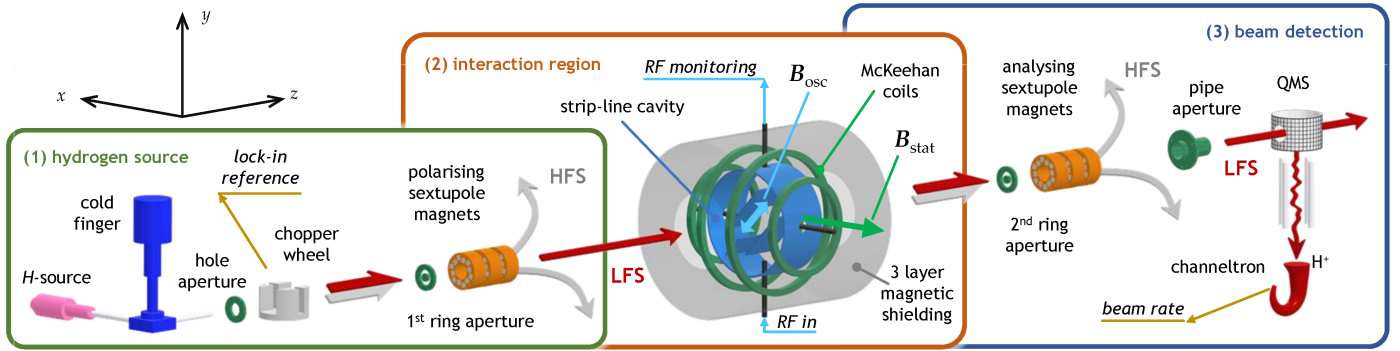 y
x
z
(1) hydrogen source
lock-in
reference
cold
finger
hole
aperture
chopper
wheel
H-source
polarising
sextupole
magnets
HFS
1st ring aperture
LFS
(2) interaction region
RF monitoring
Bosc
McKeehan
coils
strip-line cavity
Bstat
3 layer
magnetic
shielding
RF in
(3) beam detection
analysing
sextupole
magnets
HFS
2nd ring
aperture
pipe
aperture
QMS
LFS
channeltron
H+
beam rate